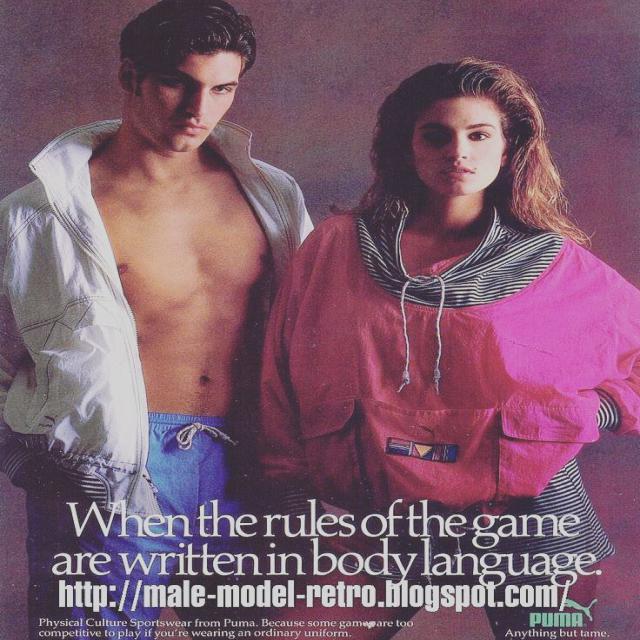 When the rules of the game
are written in body language.
http://male-model-retro.blogspot.com/
Physical Culture Sportswear from Puma. Because some games are too
competitive to play if you're wearing an ordinary uniform.
PUMA
Anything but tame.